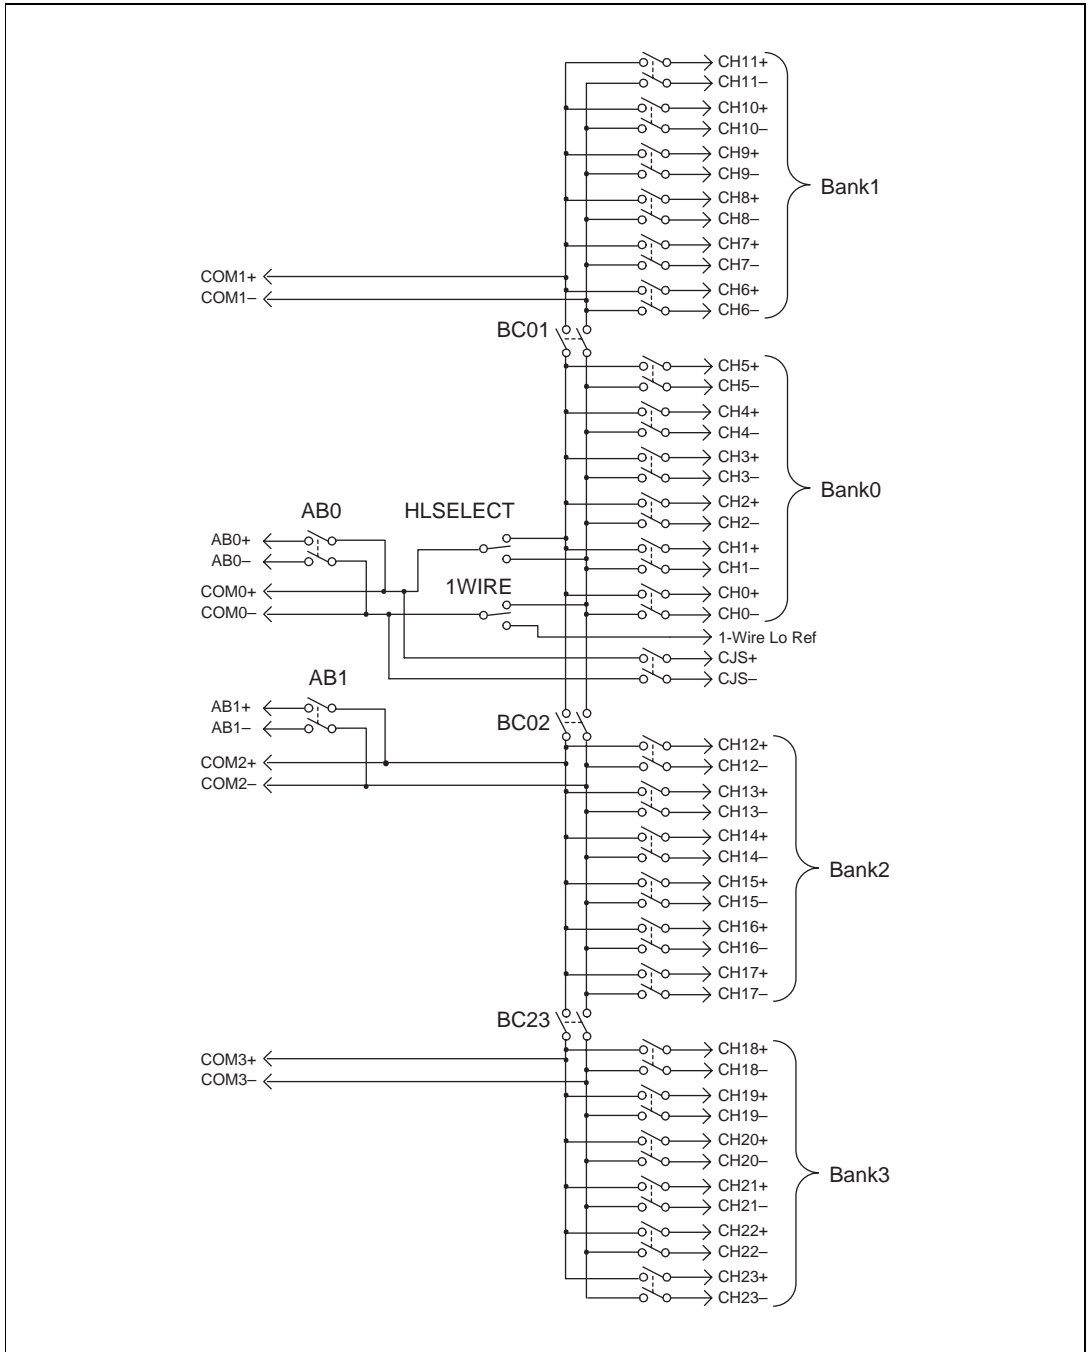 CH11+
CH11–
CH10+
CH10–
CH9+
CH9–
Bank1
CH8+
CH8–
CH7+
CH7–
COM1+
CH6+
COM1–
CH6–
BC01
CH5+
CH5–
CH4+
CH4–
CH3+
CH3–
Bank0
CH2+
AB0
HLSELECT
CH2–
AB0+
CH1+
AB0–
CH1–
COM0+
1WIRE
CH0+
COM0–
CH0–
1-Wire Lo Ref
CJS+
AB1
CJS–
AB1+
BC02
AB1–
CH12+
COM2+
CH12–
COM2–
CH13+
CH13–
CH14+
CH14–
Bank2
CH15+
CH15–
CH16+
CH16–
CH17+
CH17–
BC23
CH18+
COM3+
CH18–
COM3–
CH19+
CH19–
CH20+
CH20–
Bank3
CH21+
CH21–
CH22+
CH22–
CH23+
CH23–